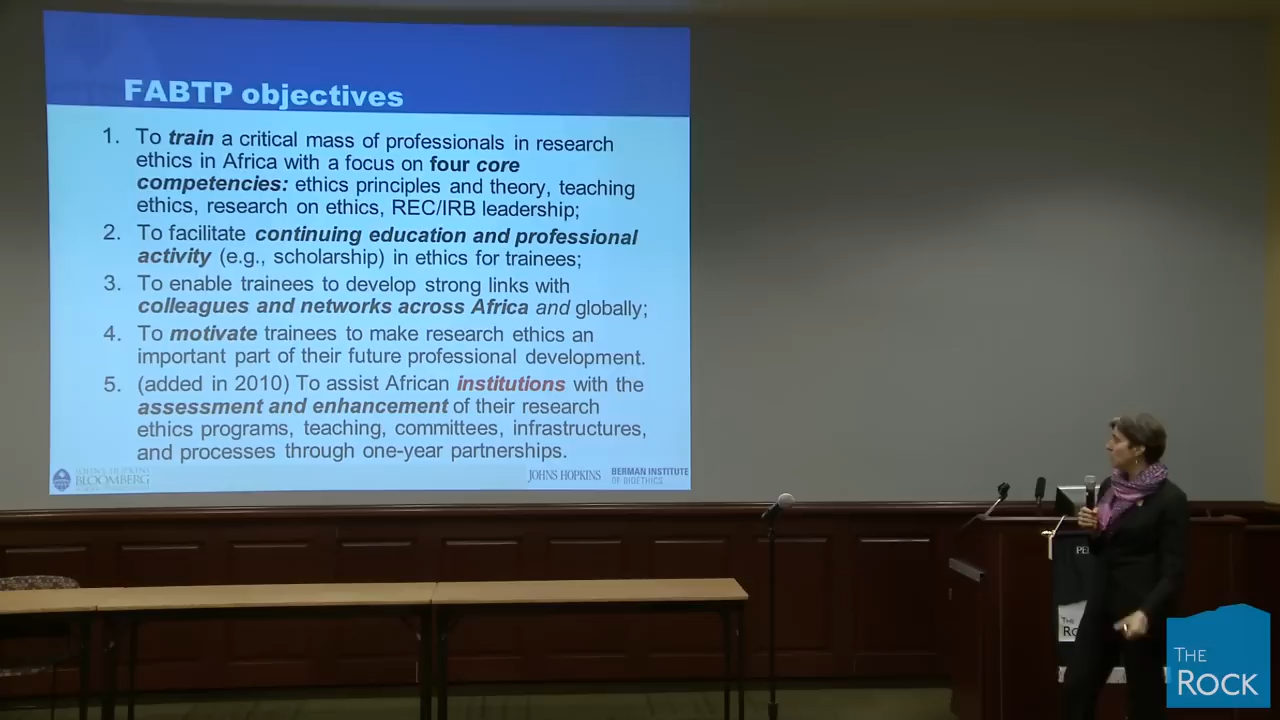 FABTP objectives
1. To train a critical mass of professionals in research
ethics in Africa with a focus on four core
competencies: ethics principles and theory, teaching
ethics, research on ethics, REC/IRB leadership;
2. To facilitate continuing education and professional
activity (e.g., scholarship) in ethics for trainees;
3. To enable trainees to develop strong links with
colleagues and networks across Africa and globally;
4. To motivate trainees to make research ethics an
important part of their future professional development.
5. (added in 2010) To assist African institutions with the
assessment and enhancement of their research
ethics programs, teaching, committees, infrastructures,
and processes through one-year partnerships.
JOHNS HOPKINS
BLOOMBERG
JOHNS HOPKINS
BERMAN INSTITUTE
OF BIOETHICS
THE
ROCK